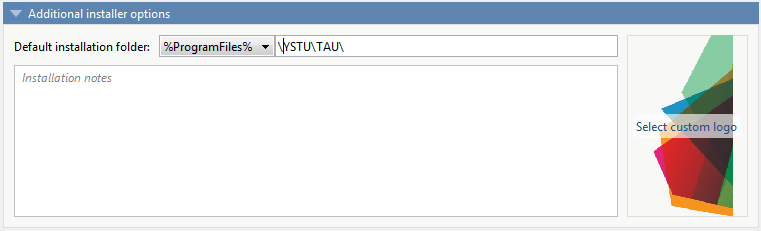 Additional installer options
Default installation folder: %ProgramFiles% \YSTU\TAU\
Installation notes
Select custom logo